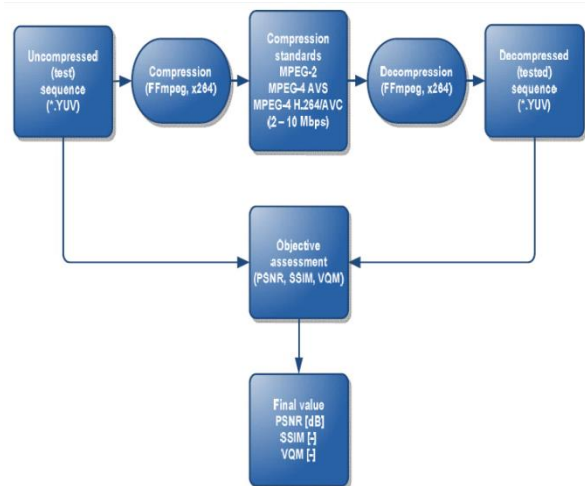 Uncompressed
(test)
sequence
(*.YUV)
Compression
(FFmpeg, x264)
Compression
standards
MPEG-2
MPEG-4 AVS
MPEG-4 H.264/AVC
(2 – 10 Mbps)
Decompression
(FFmpeg, x264)
Decompressed
(tested)
sequence
(*.YUV)
Objective
assessment
(PSNR, SSIM, VQM)
Final value
PSNR [dB]
SSIM [-]
VQM [-]